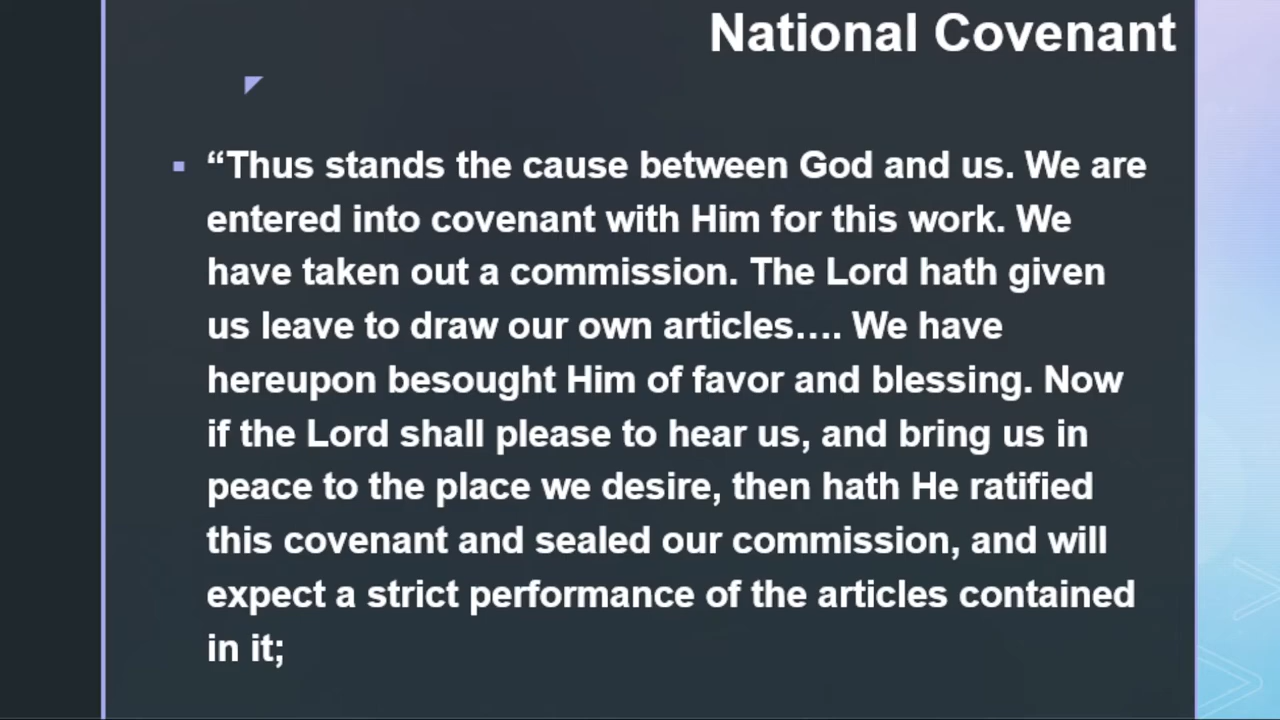 National Covenant
“Thus stands the cause between God and us. We are
entered into covenant with Him for this work. We
have taken out a commission. The Lord hath given
us leave to draw our own articles…. We have
hereupon besought Him of favor and blessing. Now
if the Lord shall please to hear us, and bring us in
peace to the place we desire, then hath He ratified
this covenant and sealed our commission, and will
expect a strict performance of the articles contained
in it;